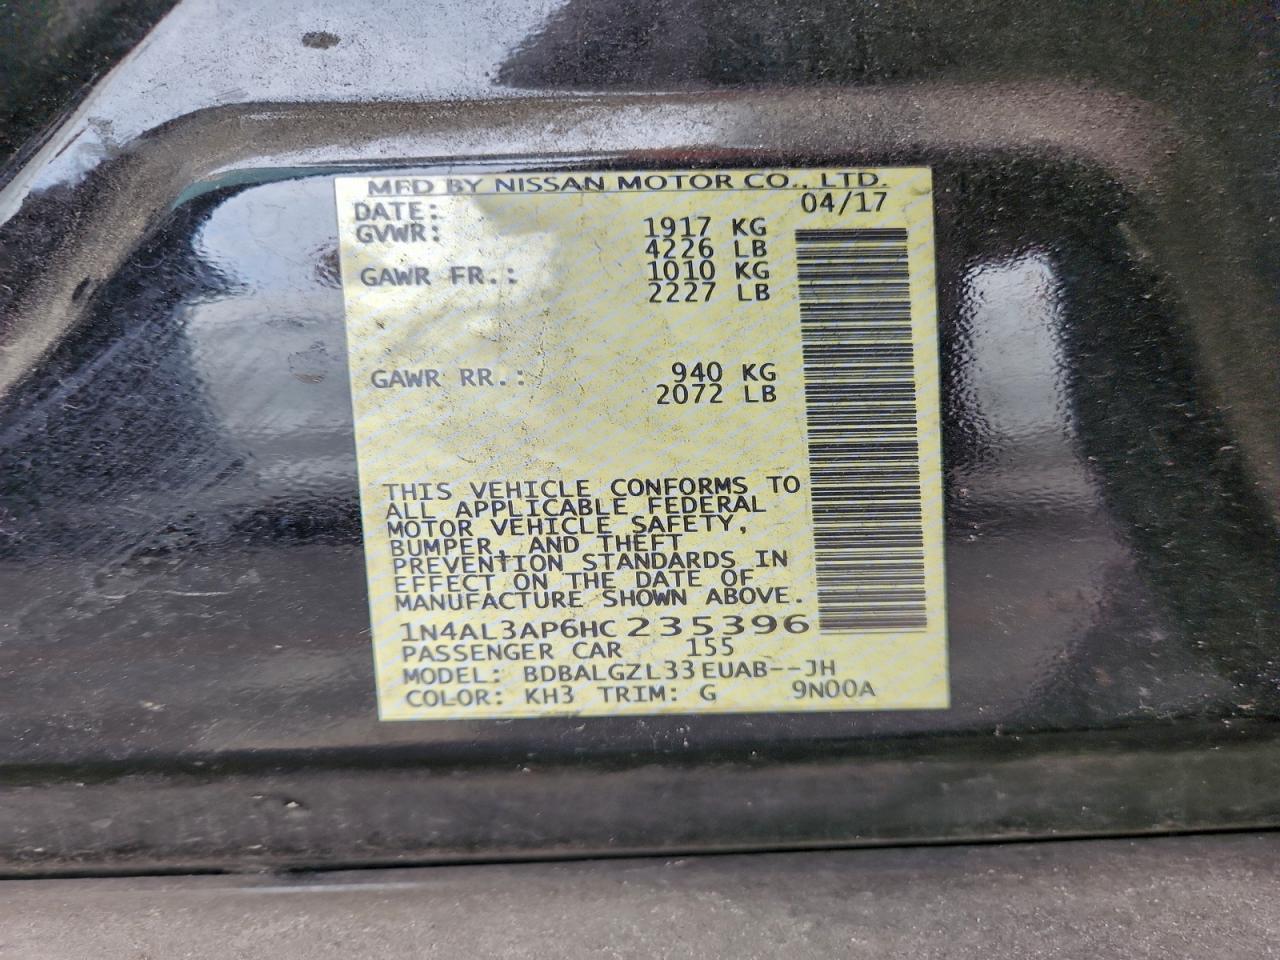 MFD BY NISSAN MOTOR CO., LTD.
DATE: 04/17
GVWR: 1917 KG
4226 LB
GAWR FR.: 1010 KG
2227 LB
GAWR RR.: 940 KG
2072 LB
THIS VEHICLE CONFORMS TO
ALL APPLICABLE FEDERAL
MOTOR VEHICLE SAFETY,
BUMPER, AND THEFT
PREVENTION STANDARDS IN
EFFECT ON THE DATE OF
MANUFACTURE SHOWN ABOVE.
1N4AL3AP6HC235396
PASSENGER CAR 155
MODEL: BDBALGZL33EUAB--JH
COLOR: KH3 TRIM: G 9N00A